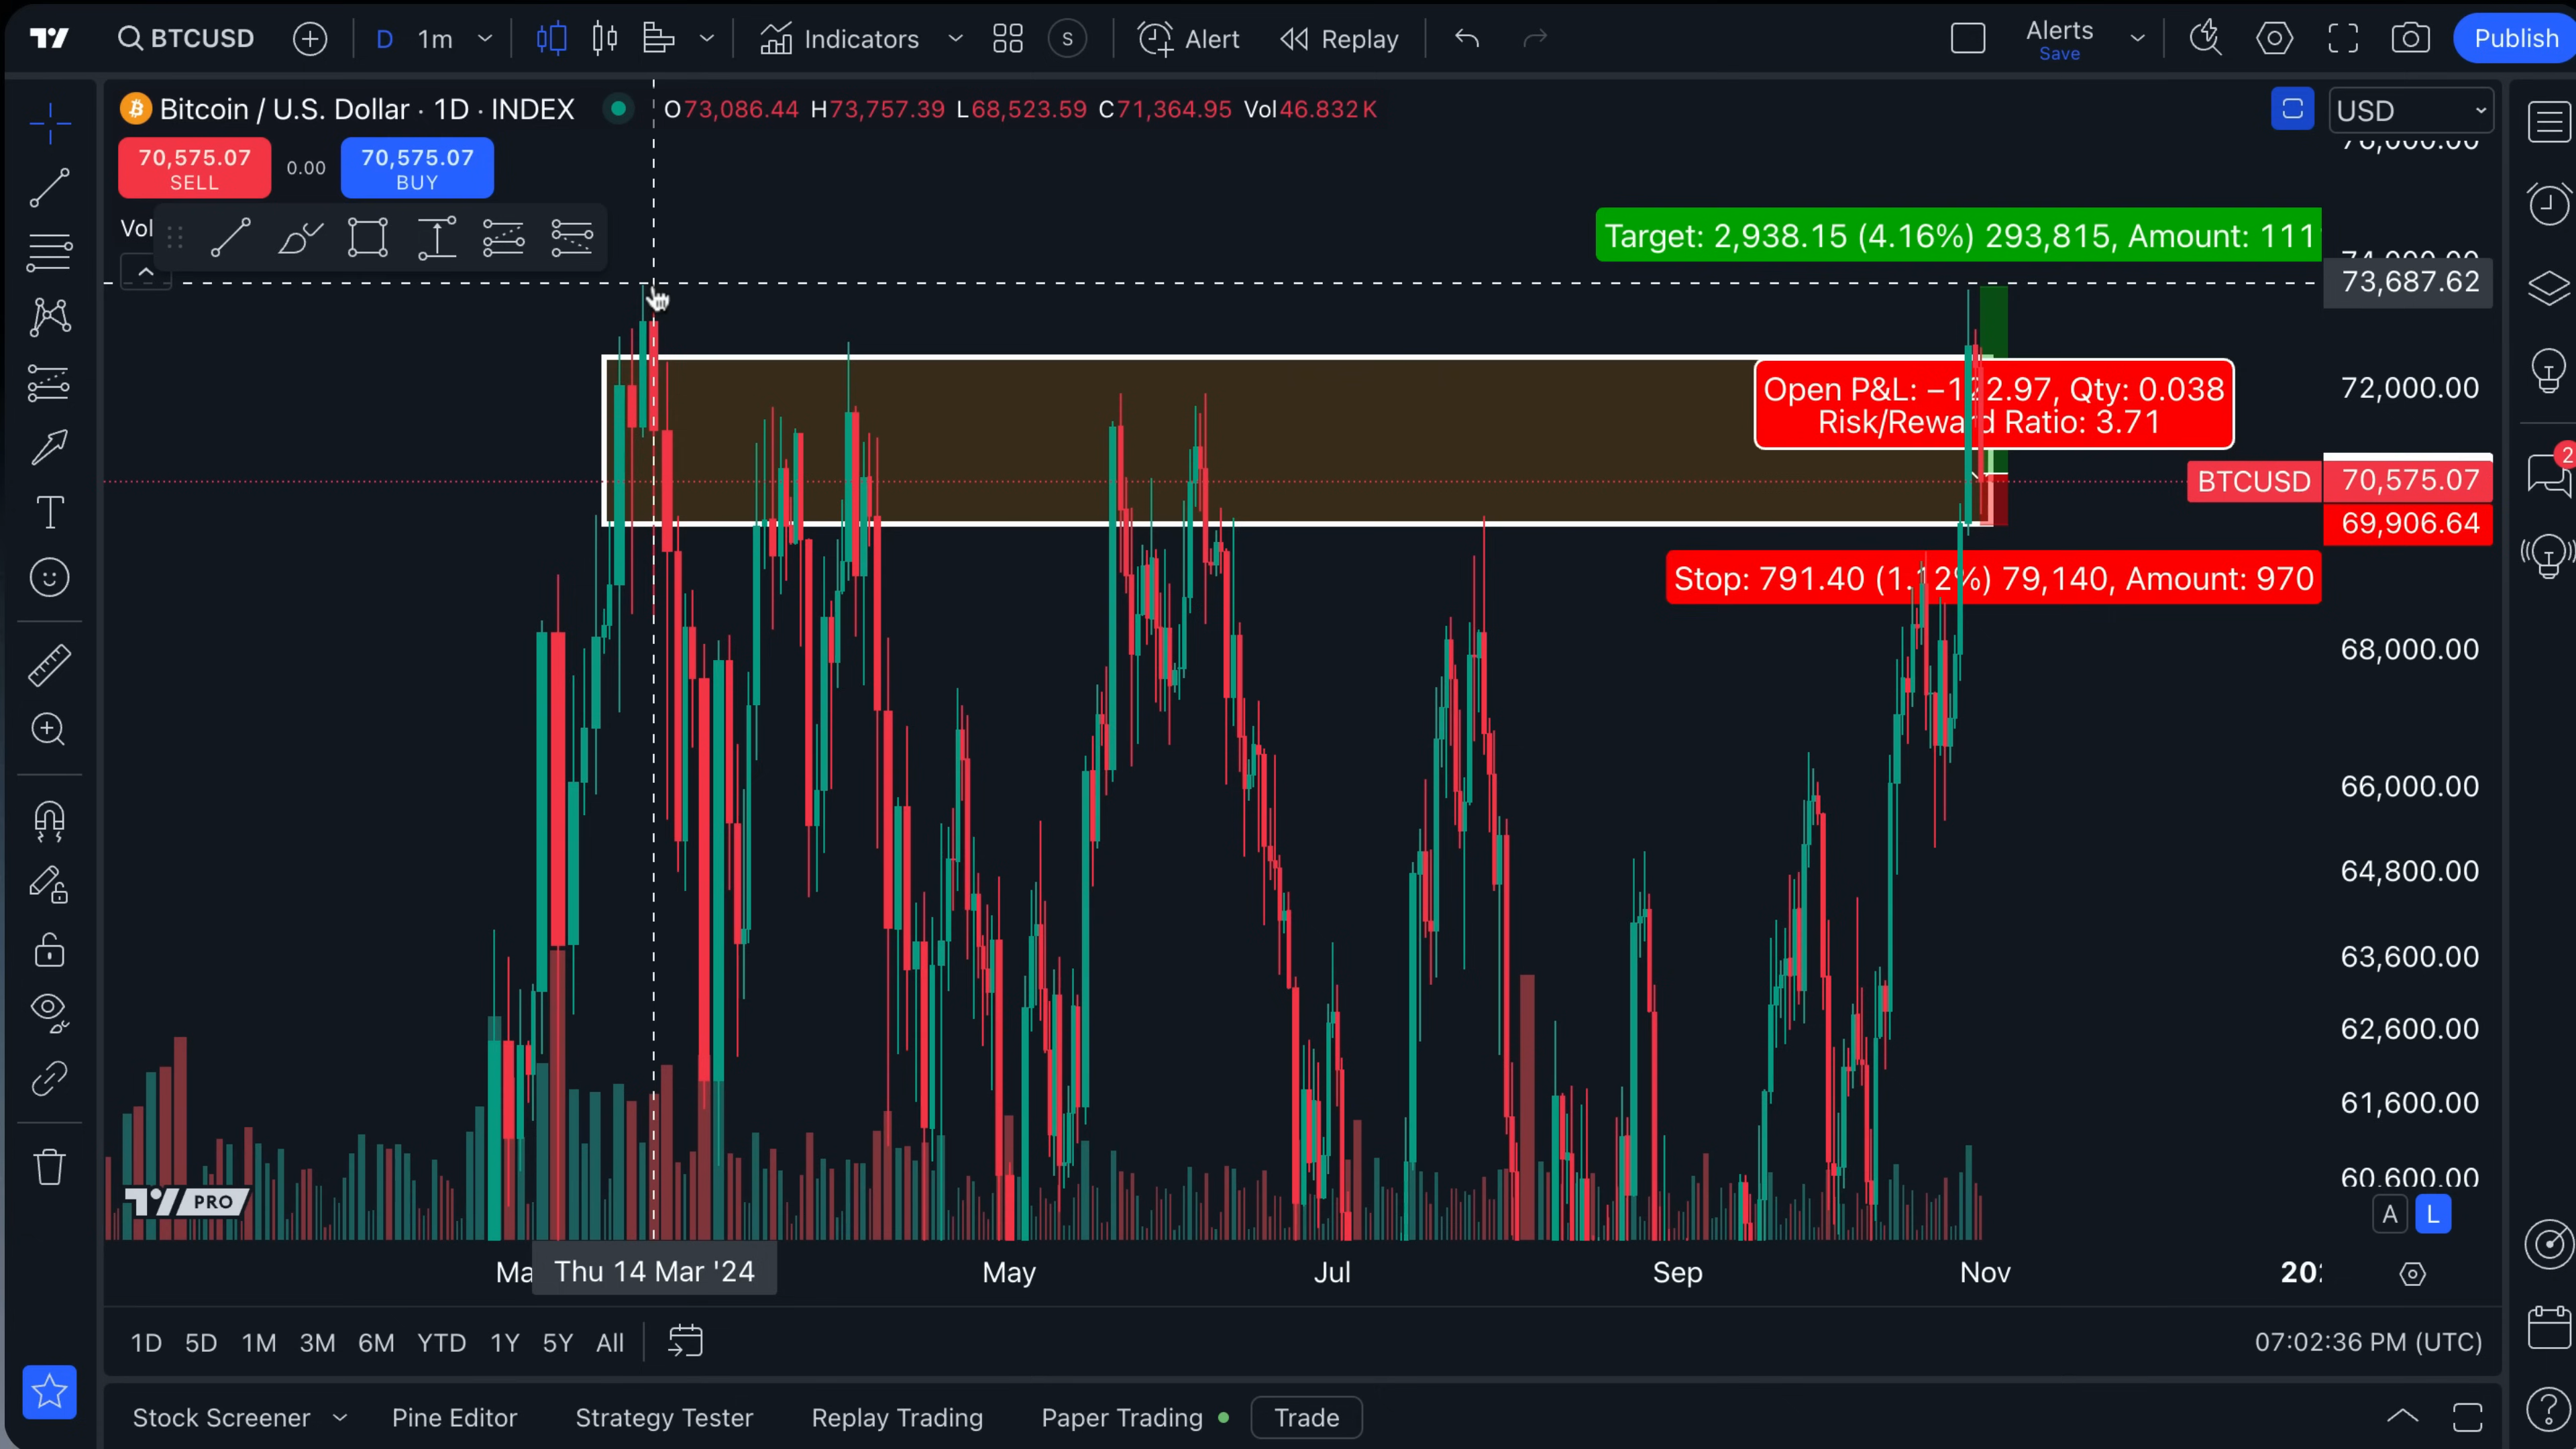 BTCUSD
D 1m
Indicators
S
Alert
Replay
Alerts
Save
Publish
Bitcoin / U.S. Dollar · 1D · INDEX
O73,086.44 H73,757.39 L68,523.59 C71,364.95 Vol46.832 K
USD
70,575.07
SELL
0.00
70,575.07
BUY
Vol
Target: 2,938.15 (4.16%) 293,815, Amount: 111
73,687.62
72,000.00
Qty: 0.038
Open P&L:
Risk/Reward Ratio: 3.71
BTCUSD
70,575.07
69,906.64
Stop: 791.40 (1.12%) 79,140, Amount: 970
68,000.00
66,000.00
64,800.00
63,600.00
62,600.00
61,600.00
60,600.00
PRO
A L
Thu 14 Mar '24
May
Jul
Sep
Nov
1D 5D 1M 3M 6M YTD 1Y 5Y All
07:02:36 PM (UTC)
Stock Screener
Pine Editor
Strategy Tester
Replay Trading
Paper Trading
Trade
2